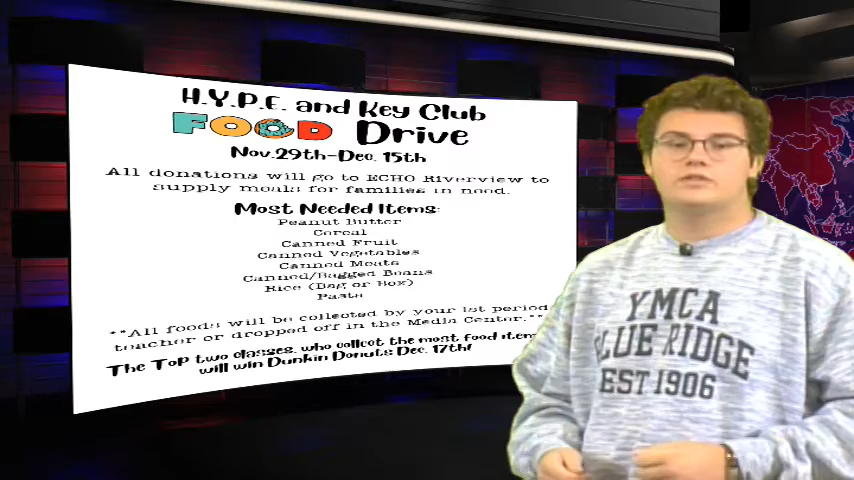 H.Y.P.E. and Key Club
FOOD Drive
Nov.29th-Dec. 15th
All donations will go to ECHO Riverview to
supply meals for families in need.
Most Needed Items:
Peanut Butter
Cereal
Canned Fruit
Canned Vegetables
Canned Meats
Canned/Bagged Beans
Rice (Bag or Box)
Pasta
**All foods will be collected by your 1st period
teacher or dropped off in the Media Center.**
The Top two classes, who collect the most food
will win Dunkin Donuts Dec. 17th!
YMCA
BLUE RIDGE
EST 1906